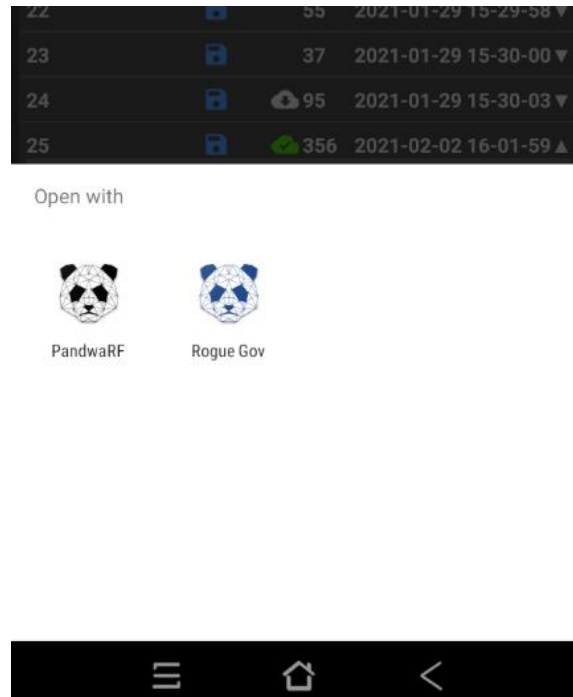 22 55 2021-01-29 15-29-58 ▼
23 37 2021-01-29 15-30-00 ▼
24 95 2021-01-29 15-30-03 ▼
25 356 2021-02-02 16-01-59 ▲
Open with
PandwaRF Rogue Gov